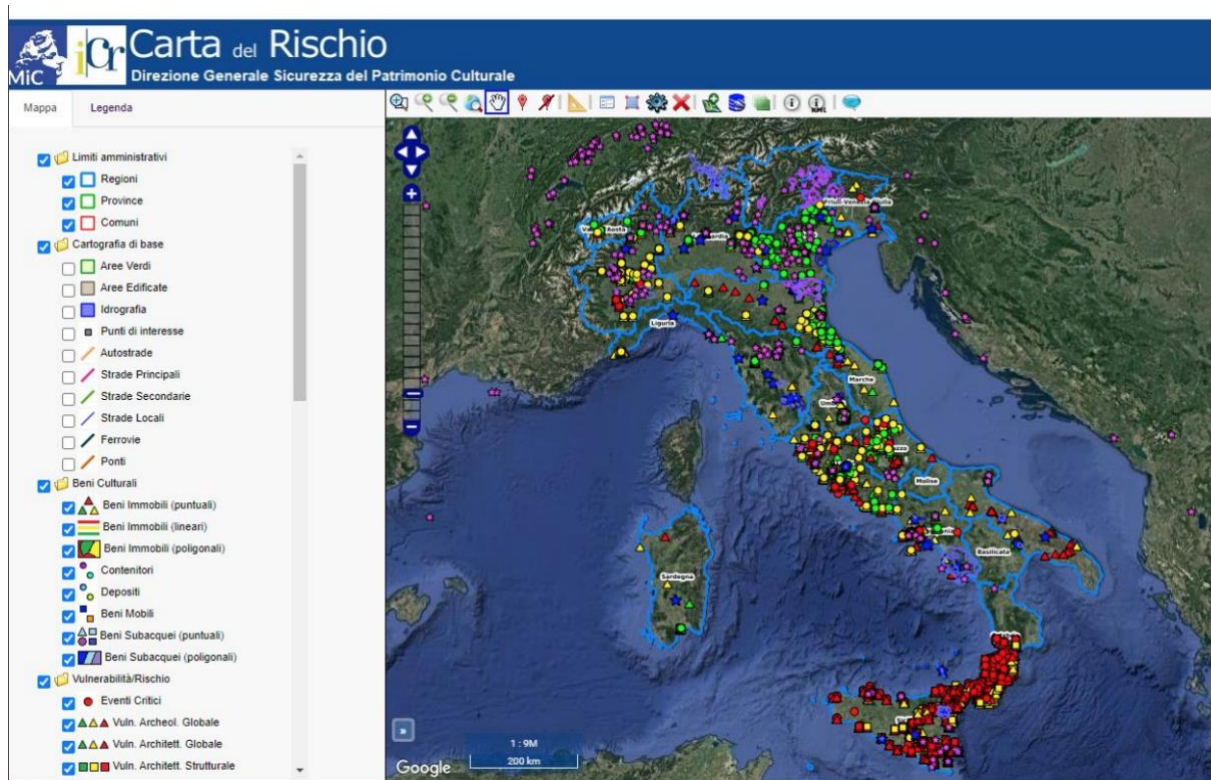 MiC
iCr
Carta del Rischio
Direzione Generale Sicurezza del Patrimonio Culturale
Mappa
Legenda
Limiti amministrativi
Regioni
Province
Comuni
Cartografia di base
Aree Verdi
Aree Edificate
Idrografia
Punti di interesse
Autostrade
Strade Principali
Strade Secondarie
Strade Locali
Ferrovie
Ponti
Beni Culturali
Beni Immobili (puntuali)
Beni Immobili (lineari)
Beni Immobili (poligonali)
Contenitori
Depositi
Beni Mobili
Beni Subacquei (puntuali)
Beni Subacquei (poligonali)
Vulnerabilità/Rischio
Eventi Critici
Vuln. Archeol. Globale
Vuln. Architett. Globale
Vuln. Architett. Strutturale
Friuli-Venezia Giulia
Liguria
Marche
Molise
Basilicata
Sardegna
1 : 9M
200 km
Google